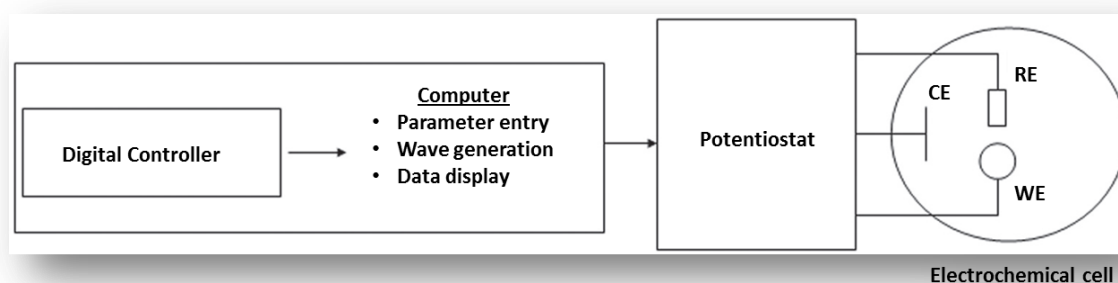 Digital Controller
Computer
• Parameter entry
• Wave generation
• Data display
Potentiostat
RE
CE
WE
Electrochemical cell